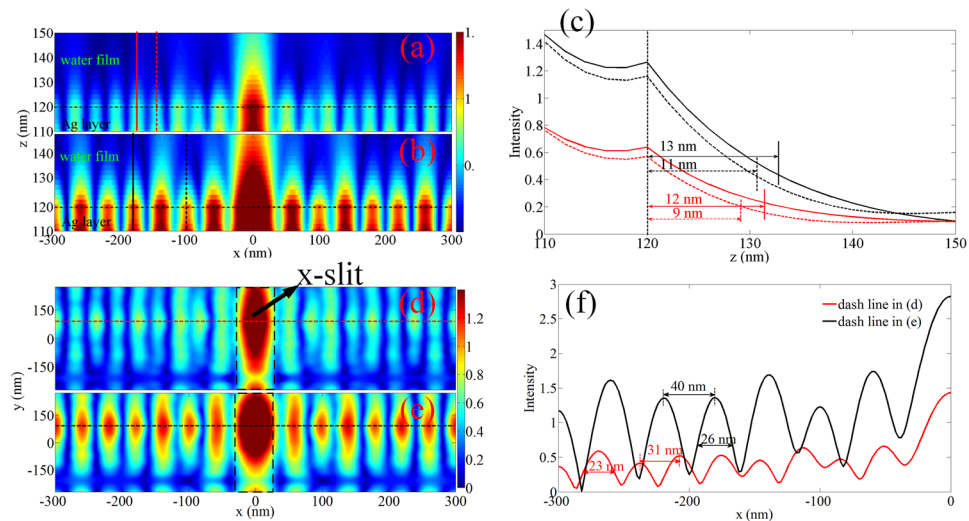 150
140
130
120
110
z (nm)
water film
(a)
Ag layer
1.
1
0.
140
130
120
110
water film
(b)
Ag layer
-300 -200 -100 0 100 200 300
x (nm)
(c)
1.4
1.2
1
0.8
0.6
0.4
0.2
0
Intensity
13 nm
11 nm
12 nm
9 nm
110 120 130 140 150
z (nm)
x-slit
(d)
150
0
-150
y (nm)
(e)
150
0
-150
1.2
1
0.8
0.6
0.4
0.2
0
-300 -200 -100 0 100 200 300
x (nm)
(f)
3
2.5
2
1.5
1
0.5
0
Intensity
dash line in (d)
dash line in (e)
40 nm
26 nm
31 nm
23 nm
-300 -200 -100 0
x (nm)